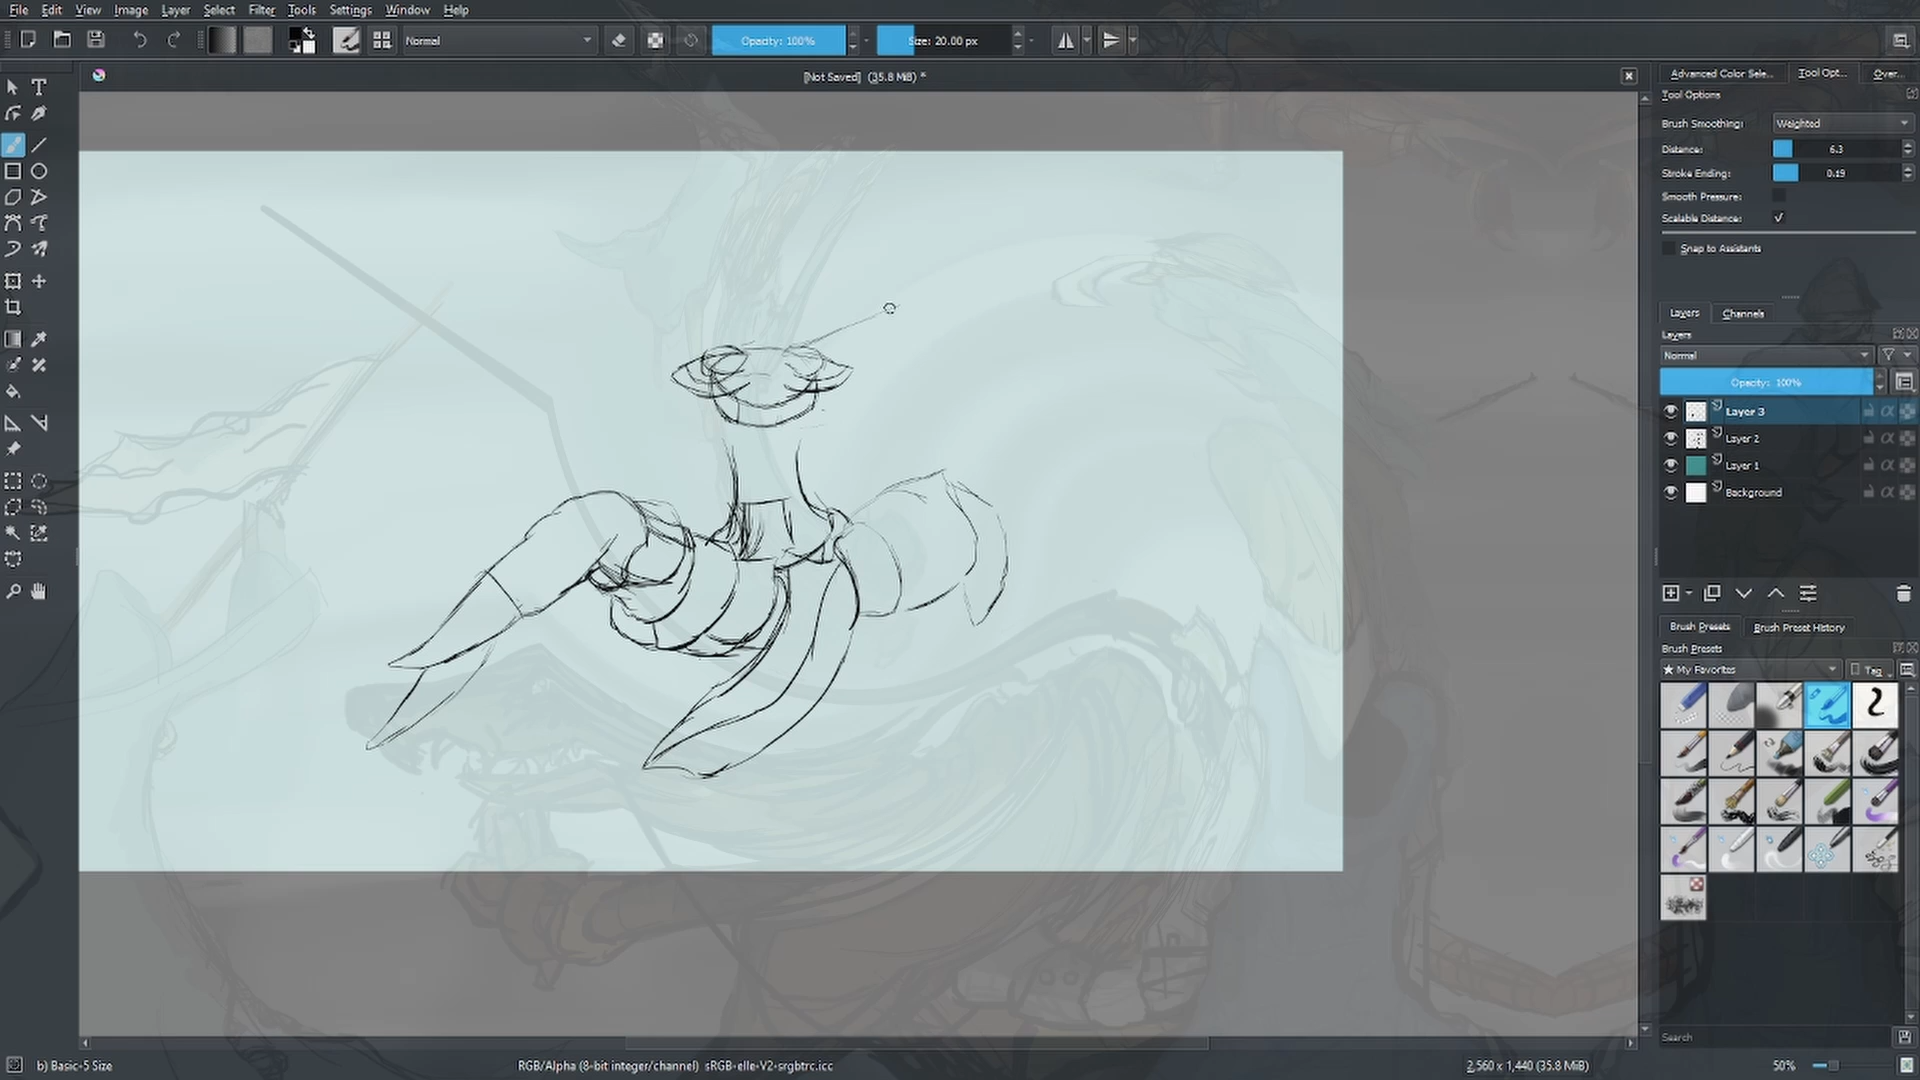 File Edit View Image Layer Select Filter Tools Settings Window Help
Normal Opacity: 100% Size: 20.00 px
[Not Saved] (35.8 MiB) *
Advanced Color Sele... Tool Opt... Over...
Tool Options
Brush Smoothing: Weighted
Distance: 6.3
Stroke Ending: 0.19
Smooth Pressure:
Scalable Distance: ✓
Snap to Assistants
Layers Channels
Layers
Normal
Opacity: 100%
Layer 3
Layer 2
Layer 1
Background
Brush Presets Brush Preset History
Brush Presets
★ My Favorites Tag
Search
b) Basic-5 Size RGB/Alpha (8-bit integer/channel) sRGB-elle-V2-srgbtrc.icc 2,560 x 1,440 (35.8 MiB) 50%